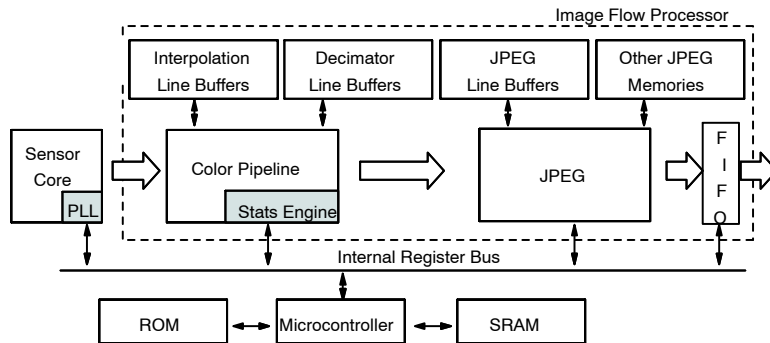 Image Flow Processor
Interpolation
Line Buffers
Decimator
Line Buffers
JPEG
Line Buffers
Other JPEG
Memories
Sensor
Core
PLL
Color Pipeline
Stats Engine
JPEG
F
I
F
O
Internal Register Bus
ROM
Microcontroller
SRAM